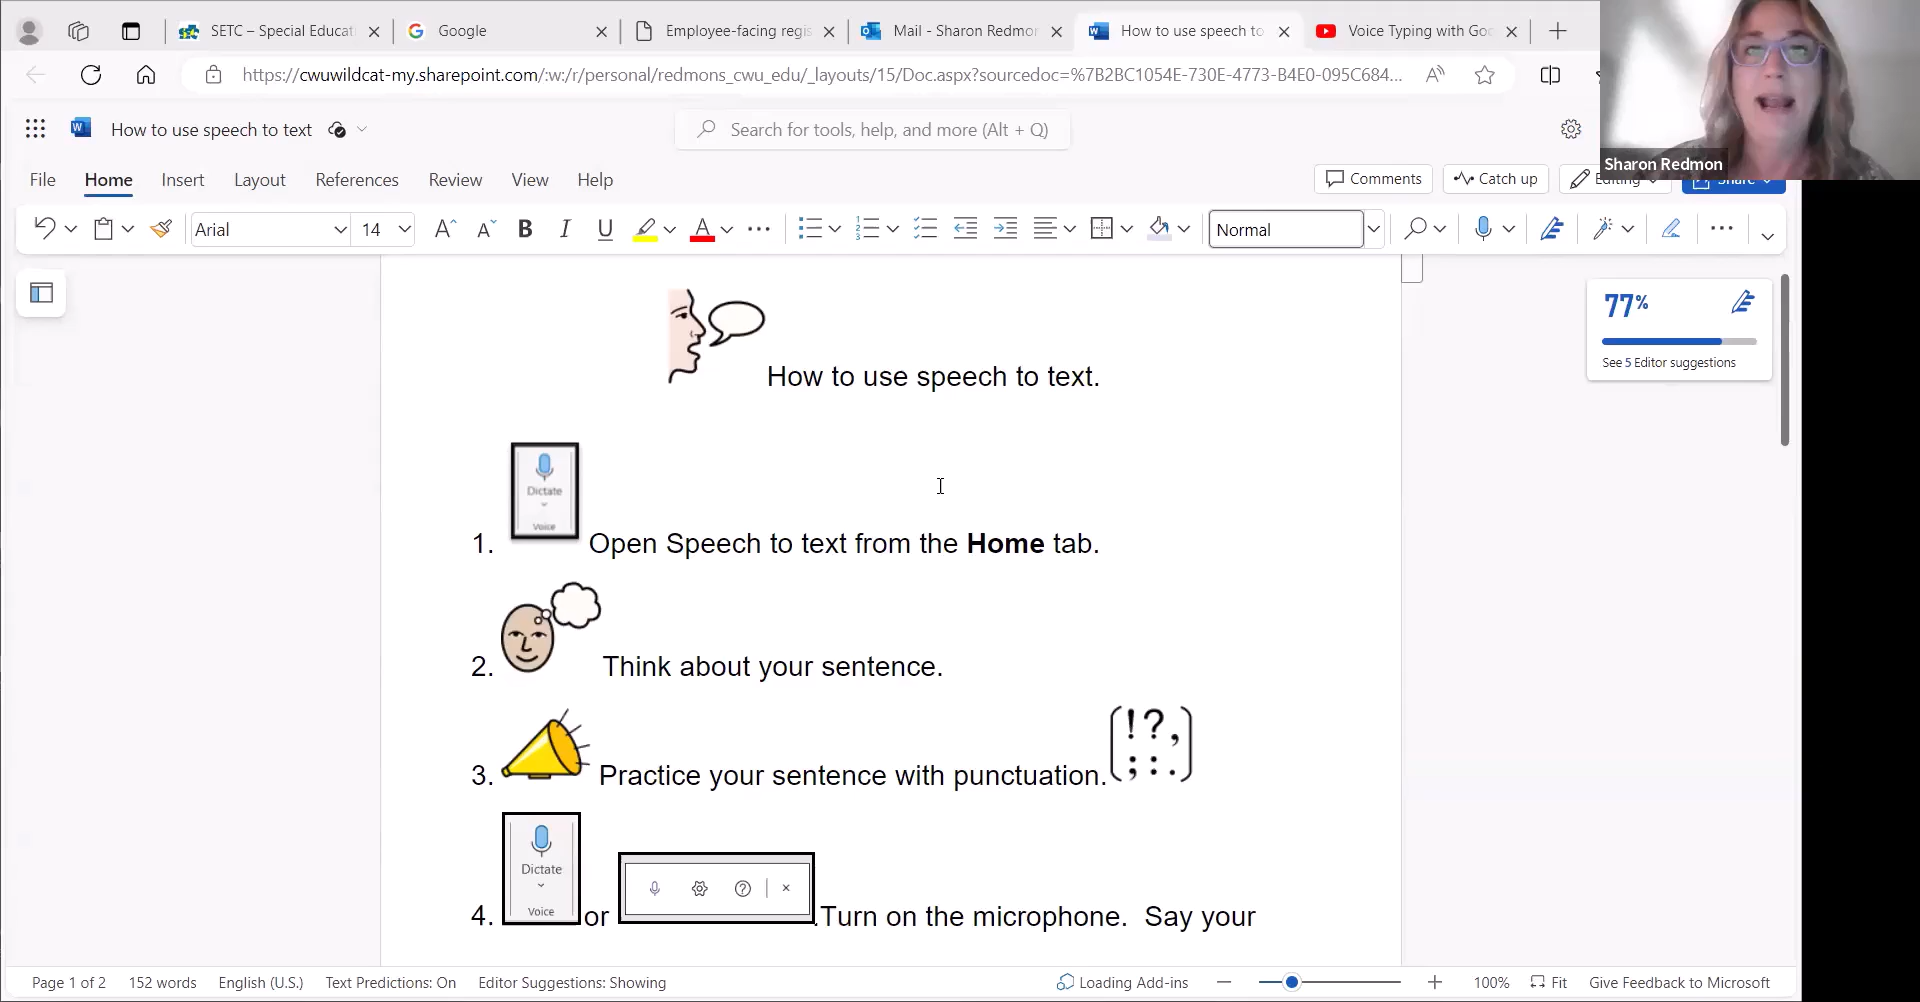 SETC – Special Educati
Google
Employee-facing regis
Mail - Sharon Redmon
How to use speech to
Voice Typing with Goo
https://cwuwildcat-my.sharepoint.com/:w:/r/personal/redmons_cwu_edu/_layouts/15/Doc.aspx?sourcedoc=%7B2BC1054E-730E-4773-B4E0-095C684...
How to use speech to text
Search for tools, help, and more (Alt + Q)
Sharon Redmon
File Home Insert Layout References Review View Help
Comments Catch up Editing Share
Arial 14 Normal
77%
See 5 Editor suggestions
How to use speech to text.
Dictate
Voice
1. Open Speech to text from the Home tab.
2. Think about your sentence.
!?,
;:.
3. Practice your sentence with punctuation.
Dictate
Voice
4. or .Turn on the microphone. Say your
Page 1 of 2 152 words English (U.S.) Text Predictions: On Editor Suggestions: Showing Loading Add-ins 100% Fit Give Feedback to Microsoft